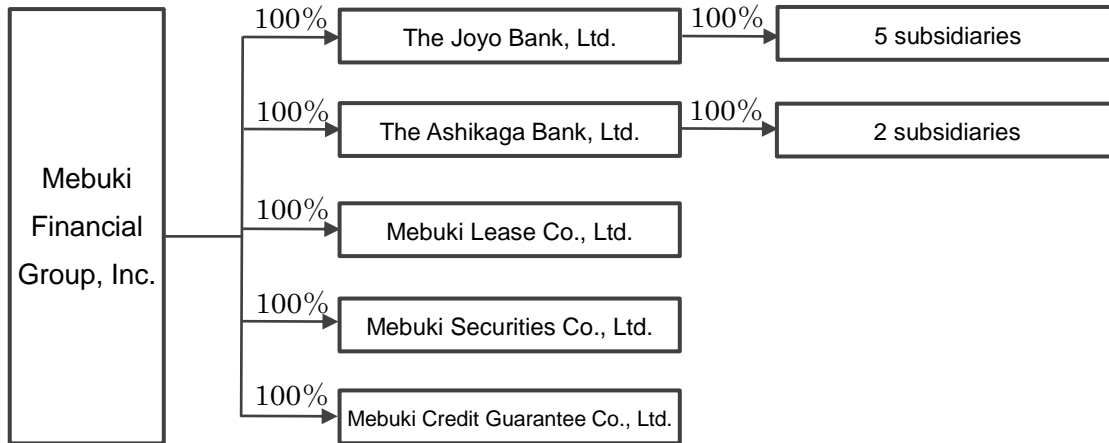 Mebuki
Financial
Group, Inc.
100%
The Joyo Bank, Ltd.
100%
5 subsidiaries
100%
The Ashikaga Bank, Ltd.
100%
2 subsidiaries
100%
Mebuki Lease Co., Ltd.
100%
Mebuki Securities Co., Ltd.
100%
Mebuki Credit Guarantee Co., Ltd.